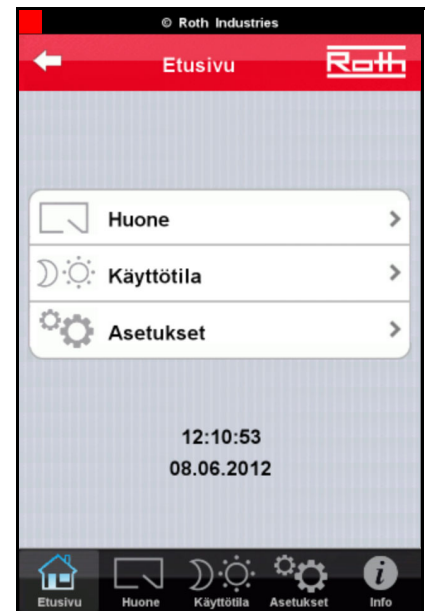 © Roth Industries
Etusivu
Roth
Huone
Käyttötila
Asetukset
12:10:53
08.06.2012
Etusivu Huone Käyttötila Asetukset Info